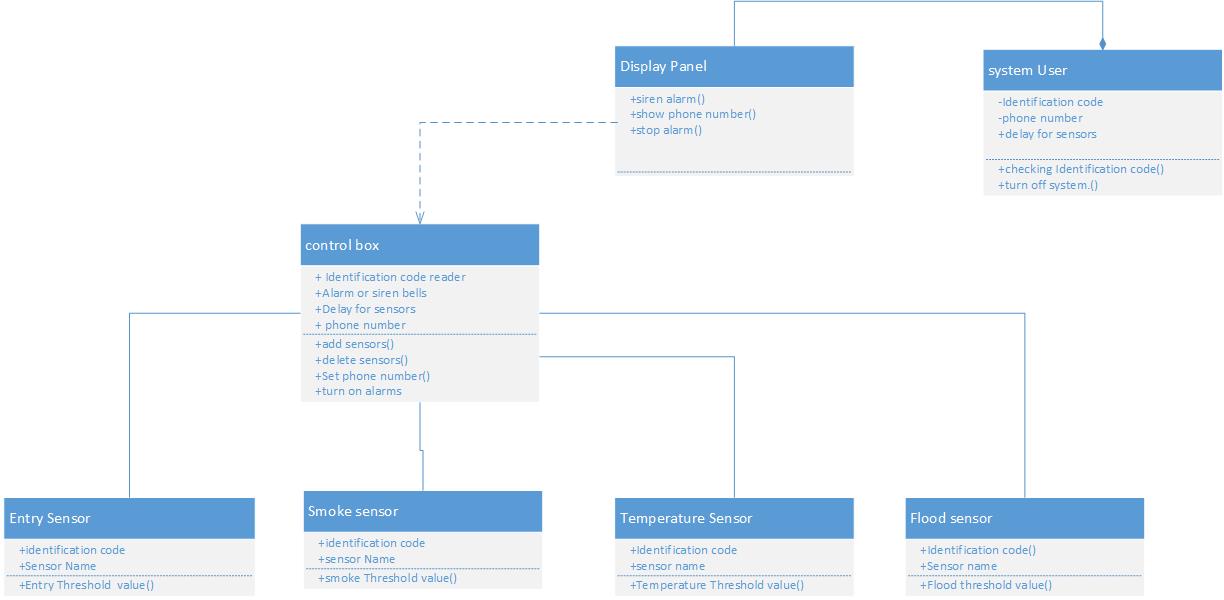 Display Panel
+siren alarm()
+show phone number()
+stop alarm()
system User
-Identification code
-phone number
+delay for sensors
+checking Identification code()
+turn off system.()
control box
+ Identification code reader
+Alarm or siren bells
+Delay for sensors
+ phone number
+add sensors()
+delete sensors()
+Set phone number()
+turn on alarms
Entry Sensor
+identification code
+Sensor Name
+Entry Threshold value()
Smoke sensor
+identification code
+sensor Name
+smoke Threshold value()
Temperature Sensor
+Identification code
+sensor name
+Temperature Threshold value()
Flood sensor
+Identification code()
+Sensor name
+Flood threshold value()